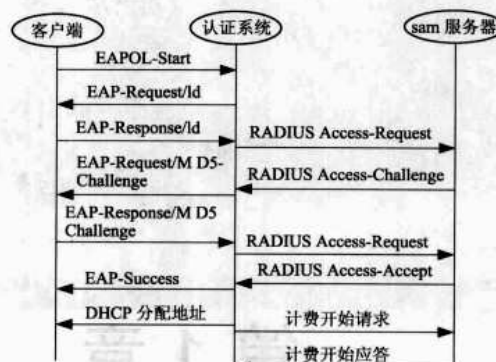 客户端
认证系统
sam 服务器
EAPOL-Start
EAP-Request/ld
EAP-Response/ld
RADIUS Access-Request
EAP-Request/M D5-
Challenge
RADIUS Access-Challenge
EAP-Response/M D5
Challenge
RADIUS Access-Request
RADIUS Access-Accept
EAP-Success
DHCP 分配地址
计费开始请求
计费开始应答